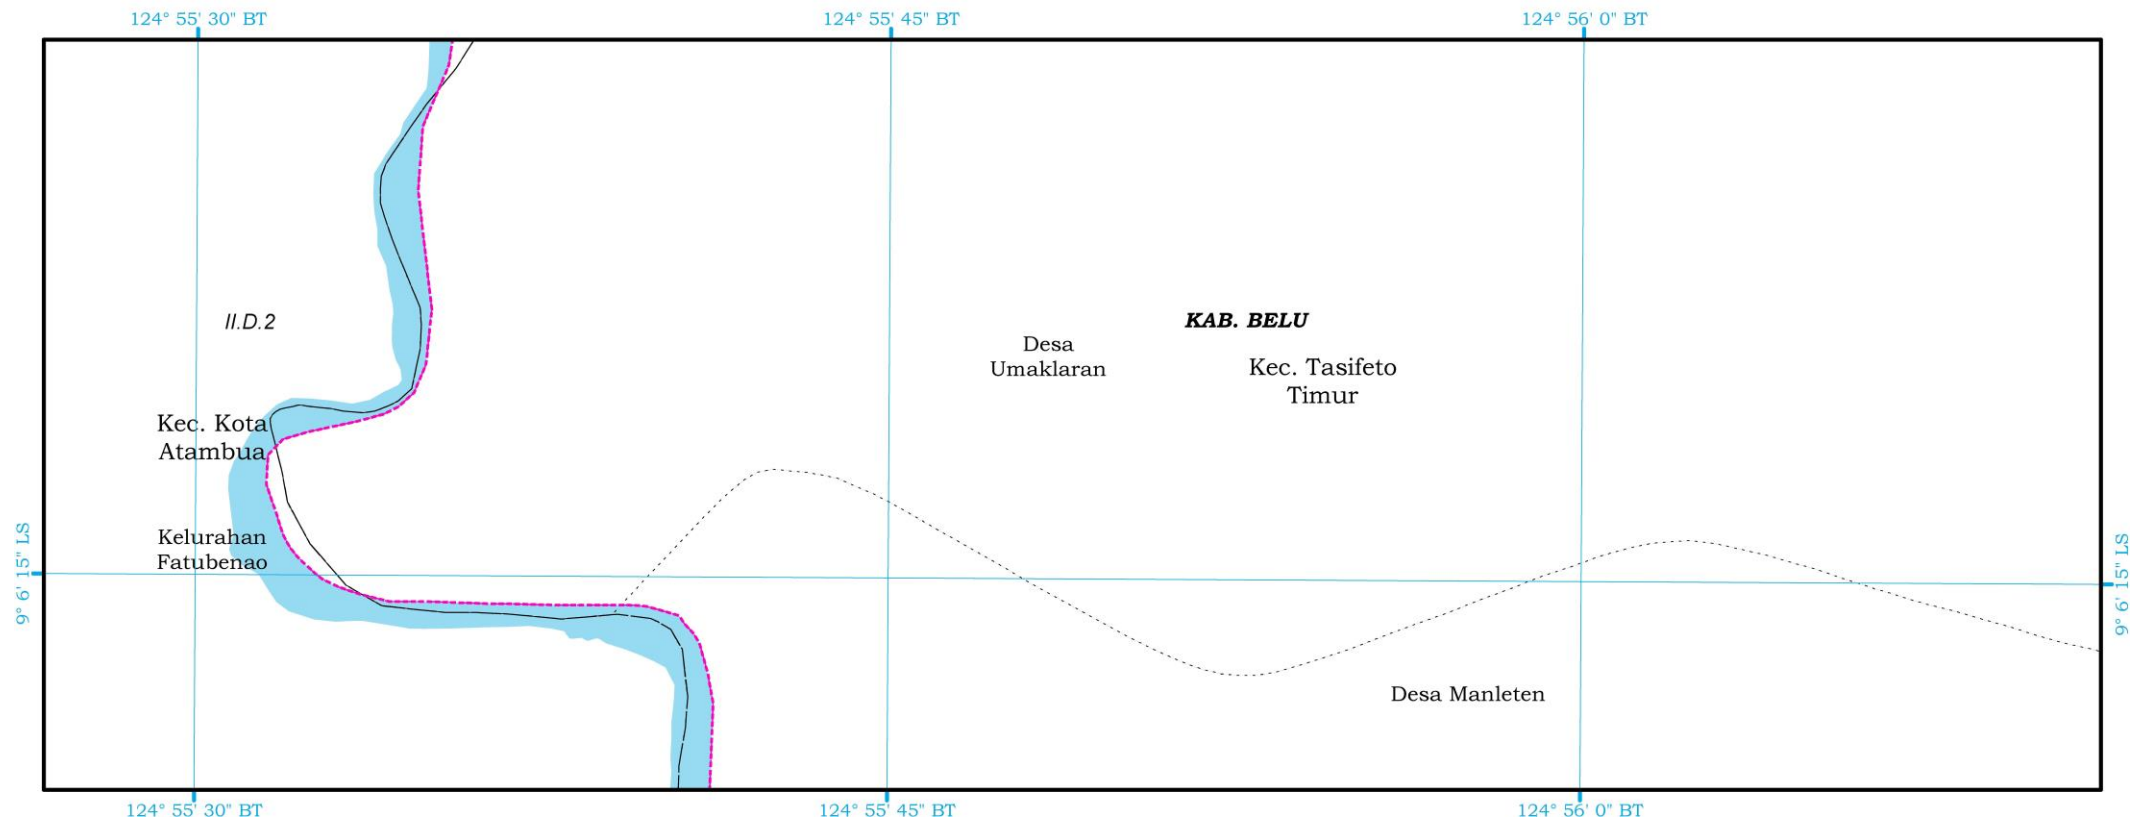 124° 55' 30" BT
124° 55' 45" BT
124° 56' 0" BT
II.D.2
KAB. BELU
Desa
Umaklaran
Kec. Tasifeto
Timur
Kec. Kota
Atambua
Kelurahan
Fatubenao
9° 6' 15" LS
9° 6' 15" LS
Desa Manleten
124° 55' 30" BT
124° 55' 45" BT
124° 56' 0" BT